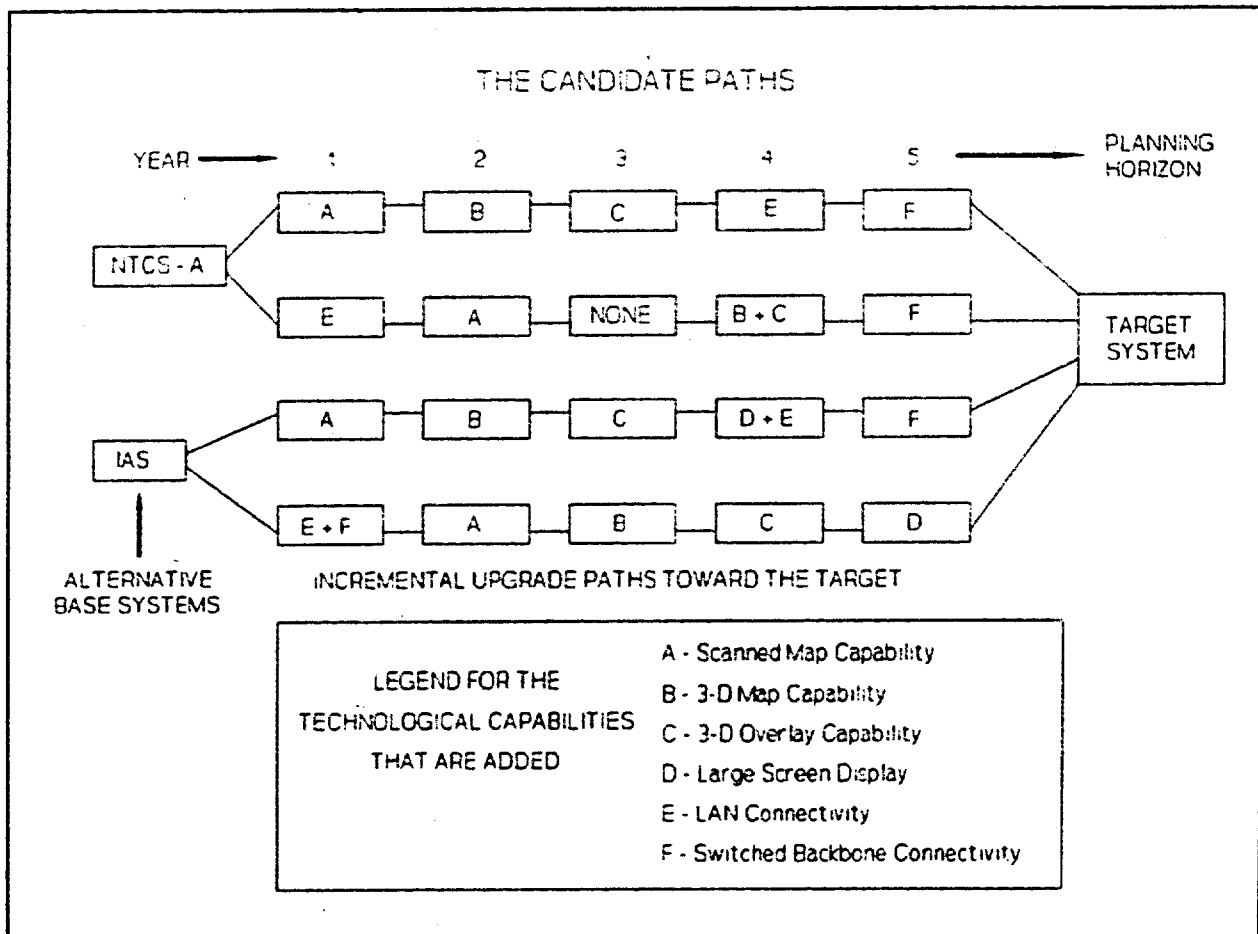 THE CANDIDATE PATHS
YEAR 1 2 3 4 5 PLANNING HORIZON
A B C E F
NTCS - A
E A NONE B + C F
TARGET SYSTEM
A B C D + E F
IAS
E + F A B C D
ALTERNATIVE BASE SYSTEMS
INCREMENTAL UPGRADE PATHS TOWARD THE TARGET
LEGEND FOR THE
TECHNOLOGICAL CAPABILITIES
THAT ARE ADDED
A - Scanned Map Capability
B - 3-D Map Capability
C - 3-D Overlay Capability
D - Large Screen Display
E - LAN Connectivity
F - Switched Backbone Connectivity